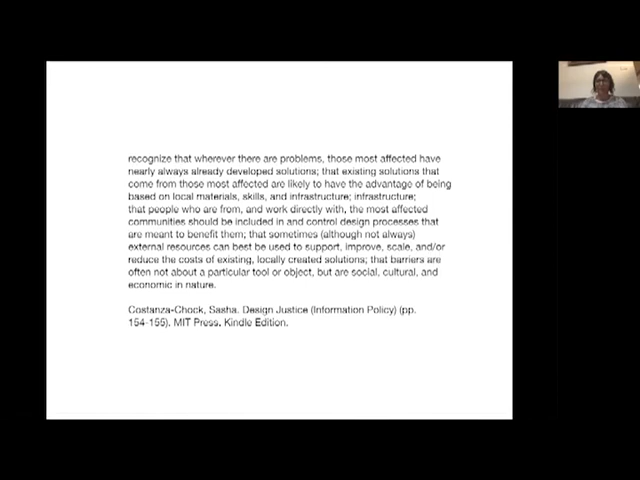 recognize that wherever there are problems, those most affected have
nearly always already developed solutions; that existing solutions that
come from those most affected are likely to have the advantage of being
based on local materials, skills, and infrastructure; infrastructure;
that people who are from, and work directly with, the most affected
communities should be included in and control design processes that
are meant to benefit them; that sometimes (although not always)
external resources can best be used to support, improve, scale, and/or
reduce the costs of existing, locally created solutions; that barriers are
often not about a particular tool or object, but are social, cultural, and
economic in nature.
Costanza-Chock, Sasha. Design Justice (Information Policy) (pp.
154-155). MIT Press. Kindle Edition.